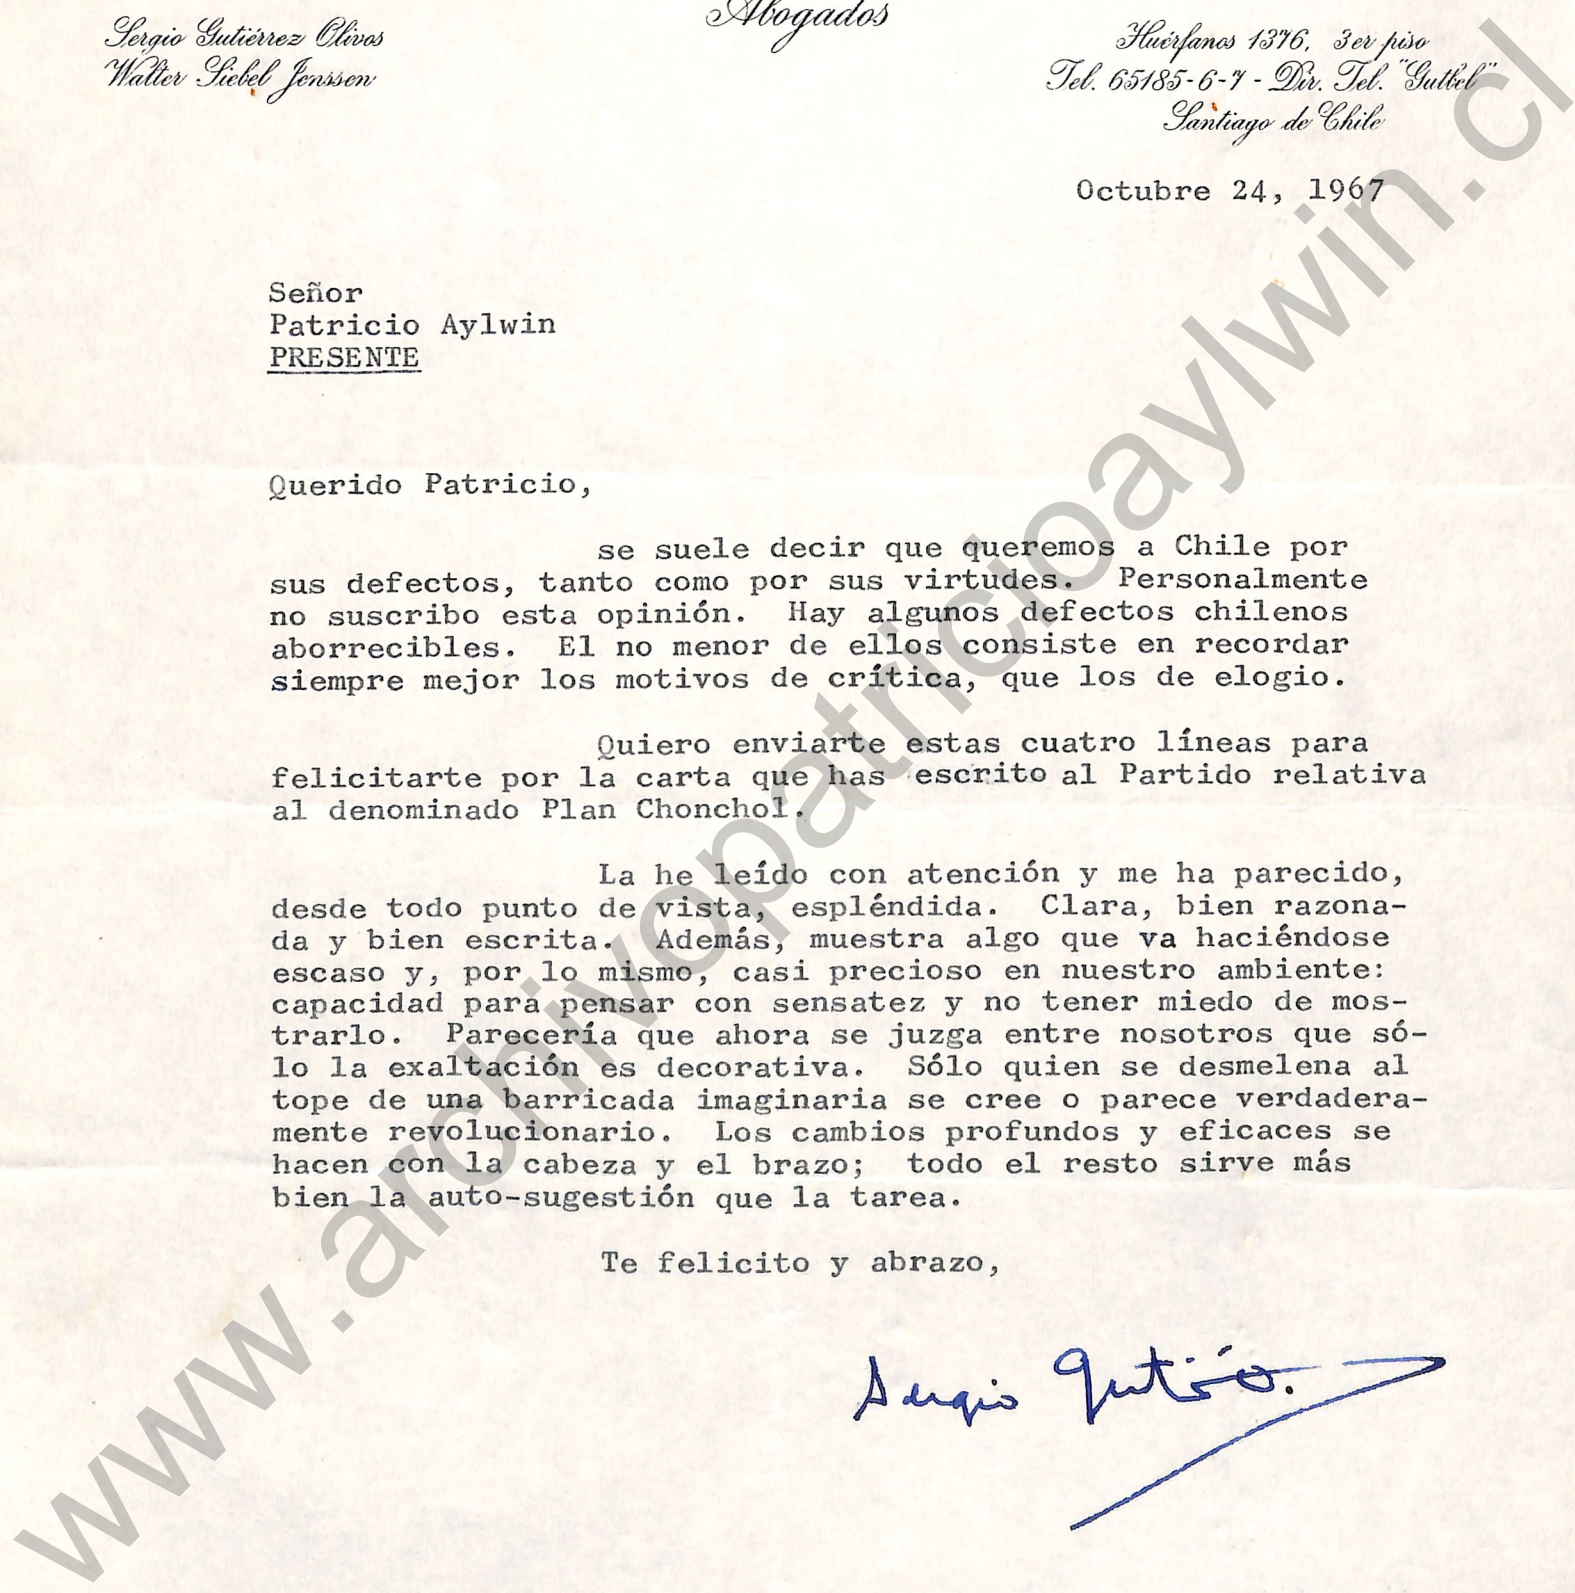 Abogados
Sergio Gutiérrez Olivos
Walter Siebel Jenssen
Huérfanos 1376, 3er piso
Tel. 65185-6-7 - Dir. Tel. "Gutbel"
Santiago de Chile
Octubre 24, 1967
Señor
Patricio Aylwin
PRESENTE
Querido Patricio,
se suele decir que queremos a Chile por
sus defectos, tanto como por sus virtudes. Personalmente
no suscribo esta opinión. Hay algunos defectos chilenos
aborrecibles. El no menor de ellos consiste en recordar
siempre mejor los motivos de crítica, que los de elogio.
Quiero enviarte estas cuatro líneas para
felicitarte por la carta que has escrito al Partido relativa
al denominado Plan Chonchol.
La he leído con atención y me ha parecido,
desde todo punto de vista, espléndida. Clara, bien razona-
da y bien escrita. Además, muestra algo que va haciéndose
escaso y, por lo mismo, casi precioso en nuestro ambiente:
capacidad para pensar con sensatez y no tener miedo de mos-
trarlo. Parecería que ahora se juzga entre nosotros que só-
lo la exaltación es decorativa. Sólo quien se desmelena al
tope de una barricada imaginaria se cree o parece verdadera-
mente revolucionario. Los cambios profundos y eficaces se
hacen con la cabeza y el brazo; todo el resto sirve más
bien la auto-sugestión que la tarea.
Te felicito y abrazo,
Sergio Gutiérrez O.
www.archivopatricioaylwin.cl